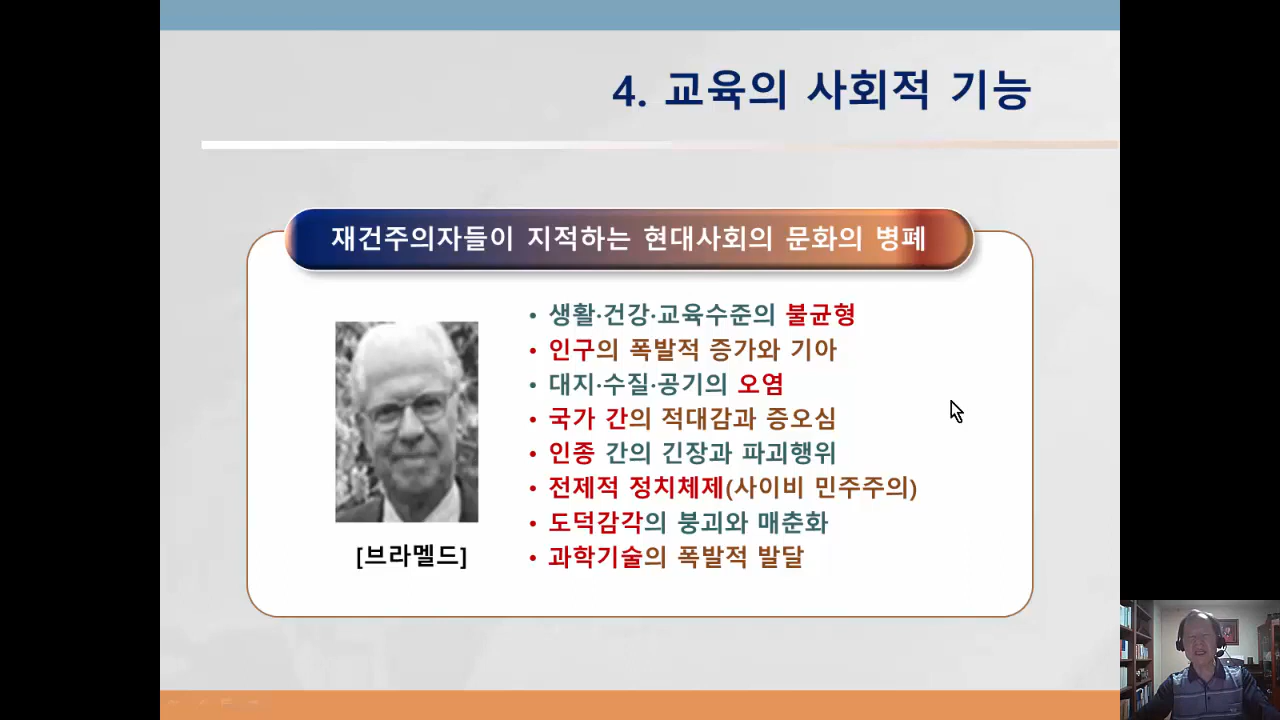 4. 교육의 사회적 기능
재건주의자들이 지적하는 현대사회의 문화의 병폐
• 생활·건강·교육수준의 불균형
• 인구의 폭발적 증가와 기아
• 대지·수질·공기의 오염
• 국가 간의 적대감과 증오심
• 인종 간의 긴장과 파괴행위
• 전제적 정치체제(사이비 민주주의)
• 도덕감각의 붕괴와 매춘화
• 과학기술의 폭발적 발달
[브라멜드]